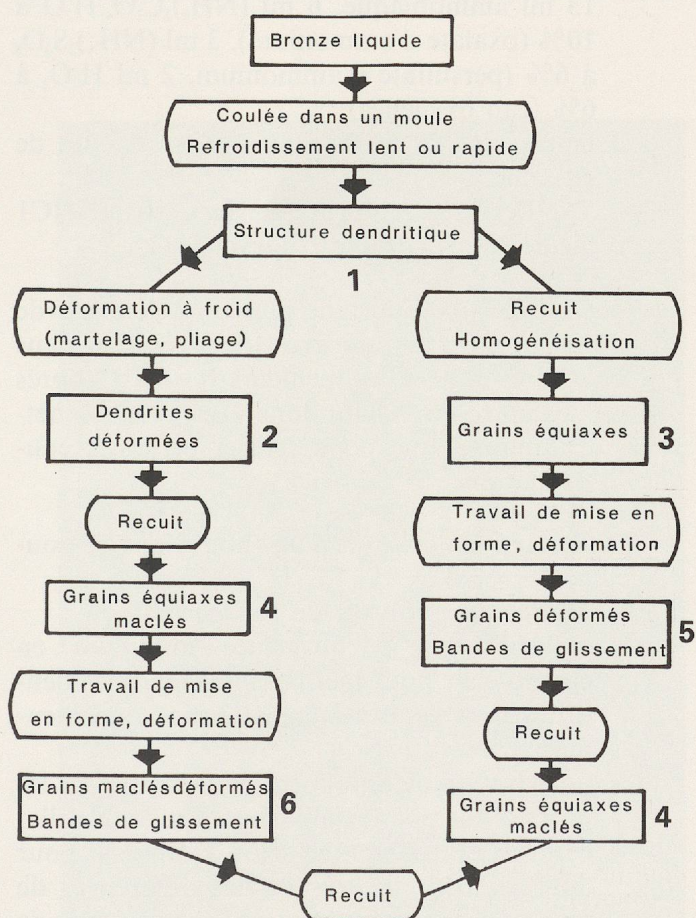 Bronze liquide
Coulée dans un moule
Refroidissement lent ou rapide
Structure dendritique
1
Déformation à froid
(martelage, pliage)
Dendrites
déformées
2
Recuit
Grains équiaxes
maclés
4
Travail de mise
en forme, déformation
Grains maclés déformés
Bandes de glissement
6
Recuit
Homogénéisation
Grains équiaxes
3
Travail de mise en
forme, déformation
Grains déformés
Bandes de glissement
5
Recuit
Grains équiaxes
maclés
4
Recuit